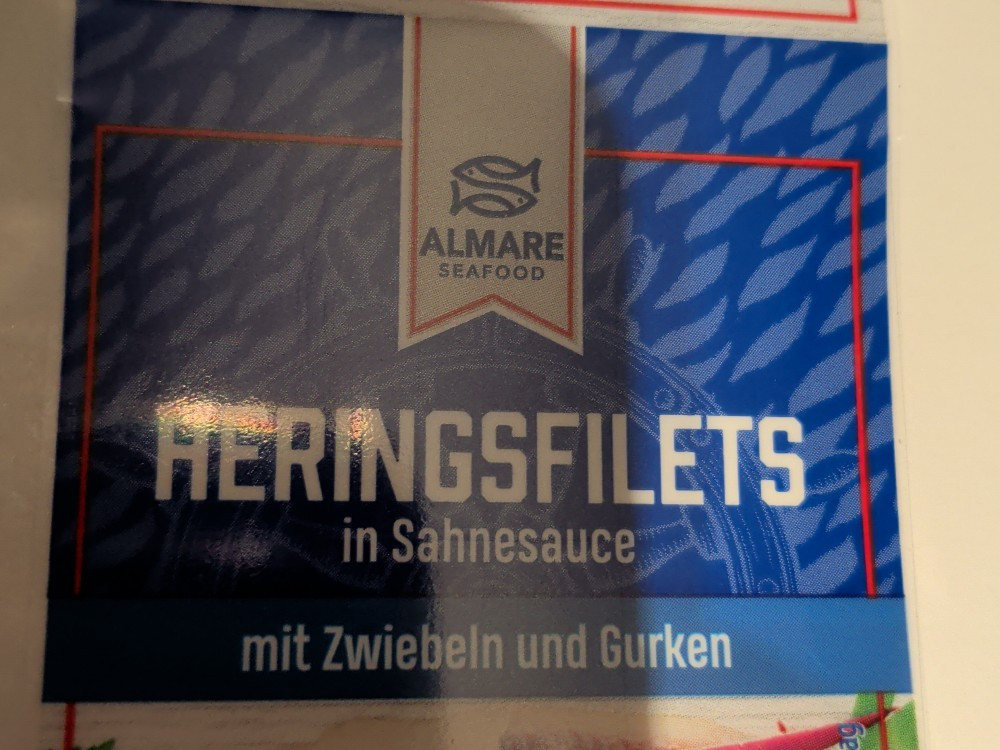 ALMARE
SEAFOOD
HERINGSFILETS
in Sahnesauce
mit Zwiebeln und Gurken